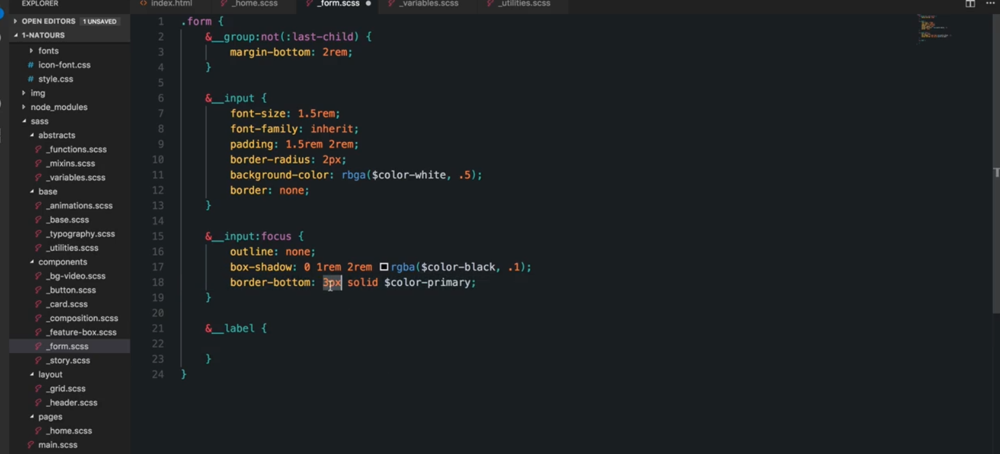 EXPLORER
OPEN EDITORS 1 UNSAVED
1-NATOURS
fonts
# icon-font.css
# style.css
img
node_modules
sass
abstracts
_functions.scss
_mixins.scss
_variables.scss
base
_animations.scss
_base.scss
_typography.scss
_utilities.scss
components
_bg-video.scss
_button.scss
_card.scss
_composition.scss
_feature-box.scss
_form.scss
_story.scss
layout
_grid.scss
_header.scss
pages
_home.scss
main.scss
<> index.html _home.scss _form.scss ● _variables.scss _utilities.scss
1 .form {
2 &__group:not(:last-child) {
3 margin-bottom: 2rem;
4 }
5
6 &__input {
7 font-size: 1.5rem;
8 font-family: inherit;
9 padding: 1.5rem 2rem;
10 border-radius: 2px;
11 background-color: rbga($color-white, .5);
12 border: none;
13 }
14
15 &__input:focus {
16 outline: none;
17 box-shadow: 0 1rem 2rem rgba($color-black, .1);
18 border-bottom: 3px solid $color-primary;
19 }
20
21 &__label {
22
23 }
24 }